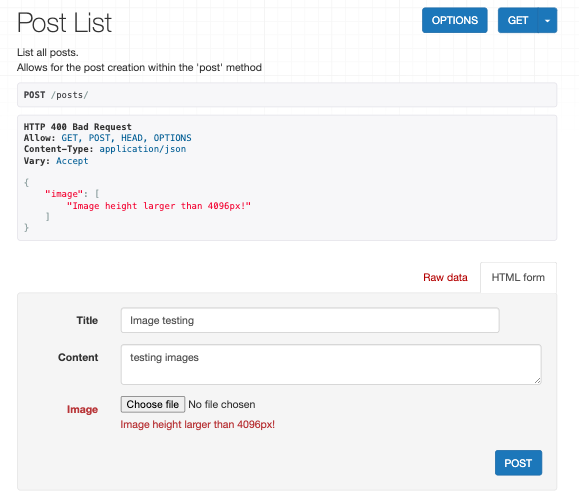 Post List
OPTIONS
GET
List all posts.
Allows for the post creation within the 'post' method
POST /posts/
HTTP 400 Bad Request
Allow: GET, POST, HEAD, OPTIONS
Content-Type: application/json
Vary: Accept
{
"image": [
"Image height larger than 4096px!"
]
}
Raw data
HTML form
Title
Image testing
Content
testing images
Image
Choose file No file chosen
Image height larger than 4096px!
POST